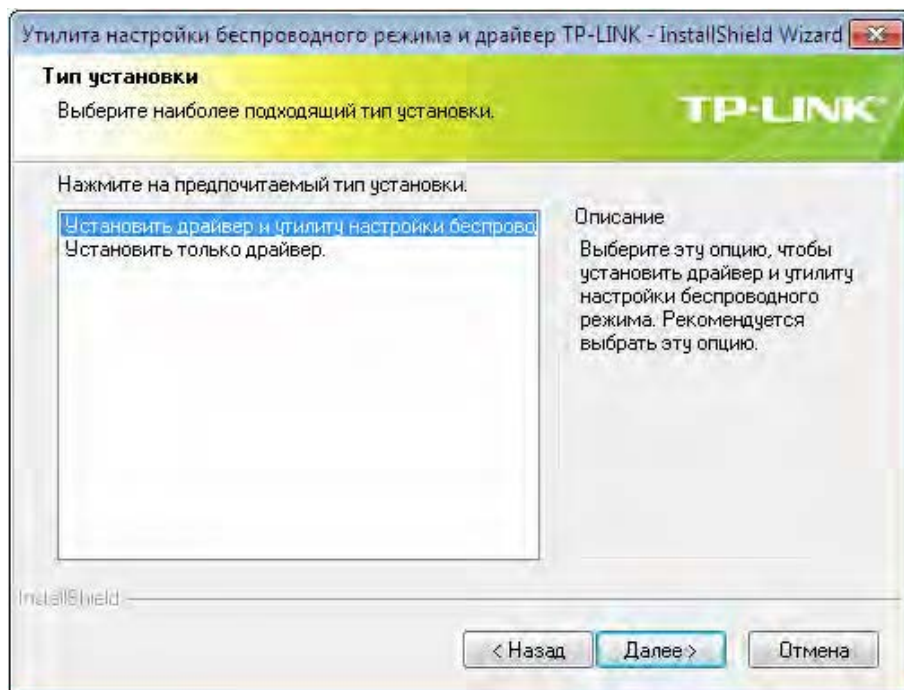 Утилита настройки беспроводного режима и драйвер TP-LINK - InstallShield Wizard
Тип установки
Выберите наиболее подходящий тип установки.
TP-LINK
Нажмите на предпочитаемый тип установки.
Установить драйвер и утилиту настройки беспрово
Установить только драйвер.
Описание
Выберите эту опцию, чтобы
установить драйвер и утилиту
настройки беспроводного
режима. Рекомендуется
выбрать эту опцию.
InstallShield
< Назад
Далее >
Отмена